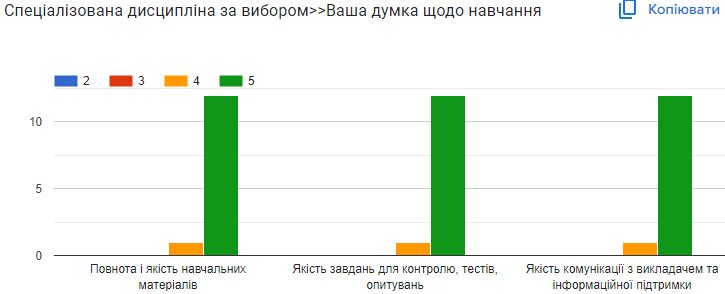 Спеціалізована дисципліна за вибором>>Ваша думка щодо навчання
Копіювати
2 3 4 5
10
5
0
Повнота і якість навчальних
матеріалів
Якість завдань для контролю, тестів,
опитувань
Якість комунікації з викладачем та
інформаційної підтримки